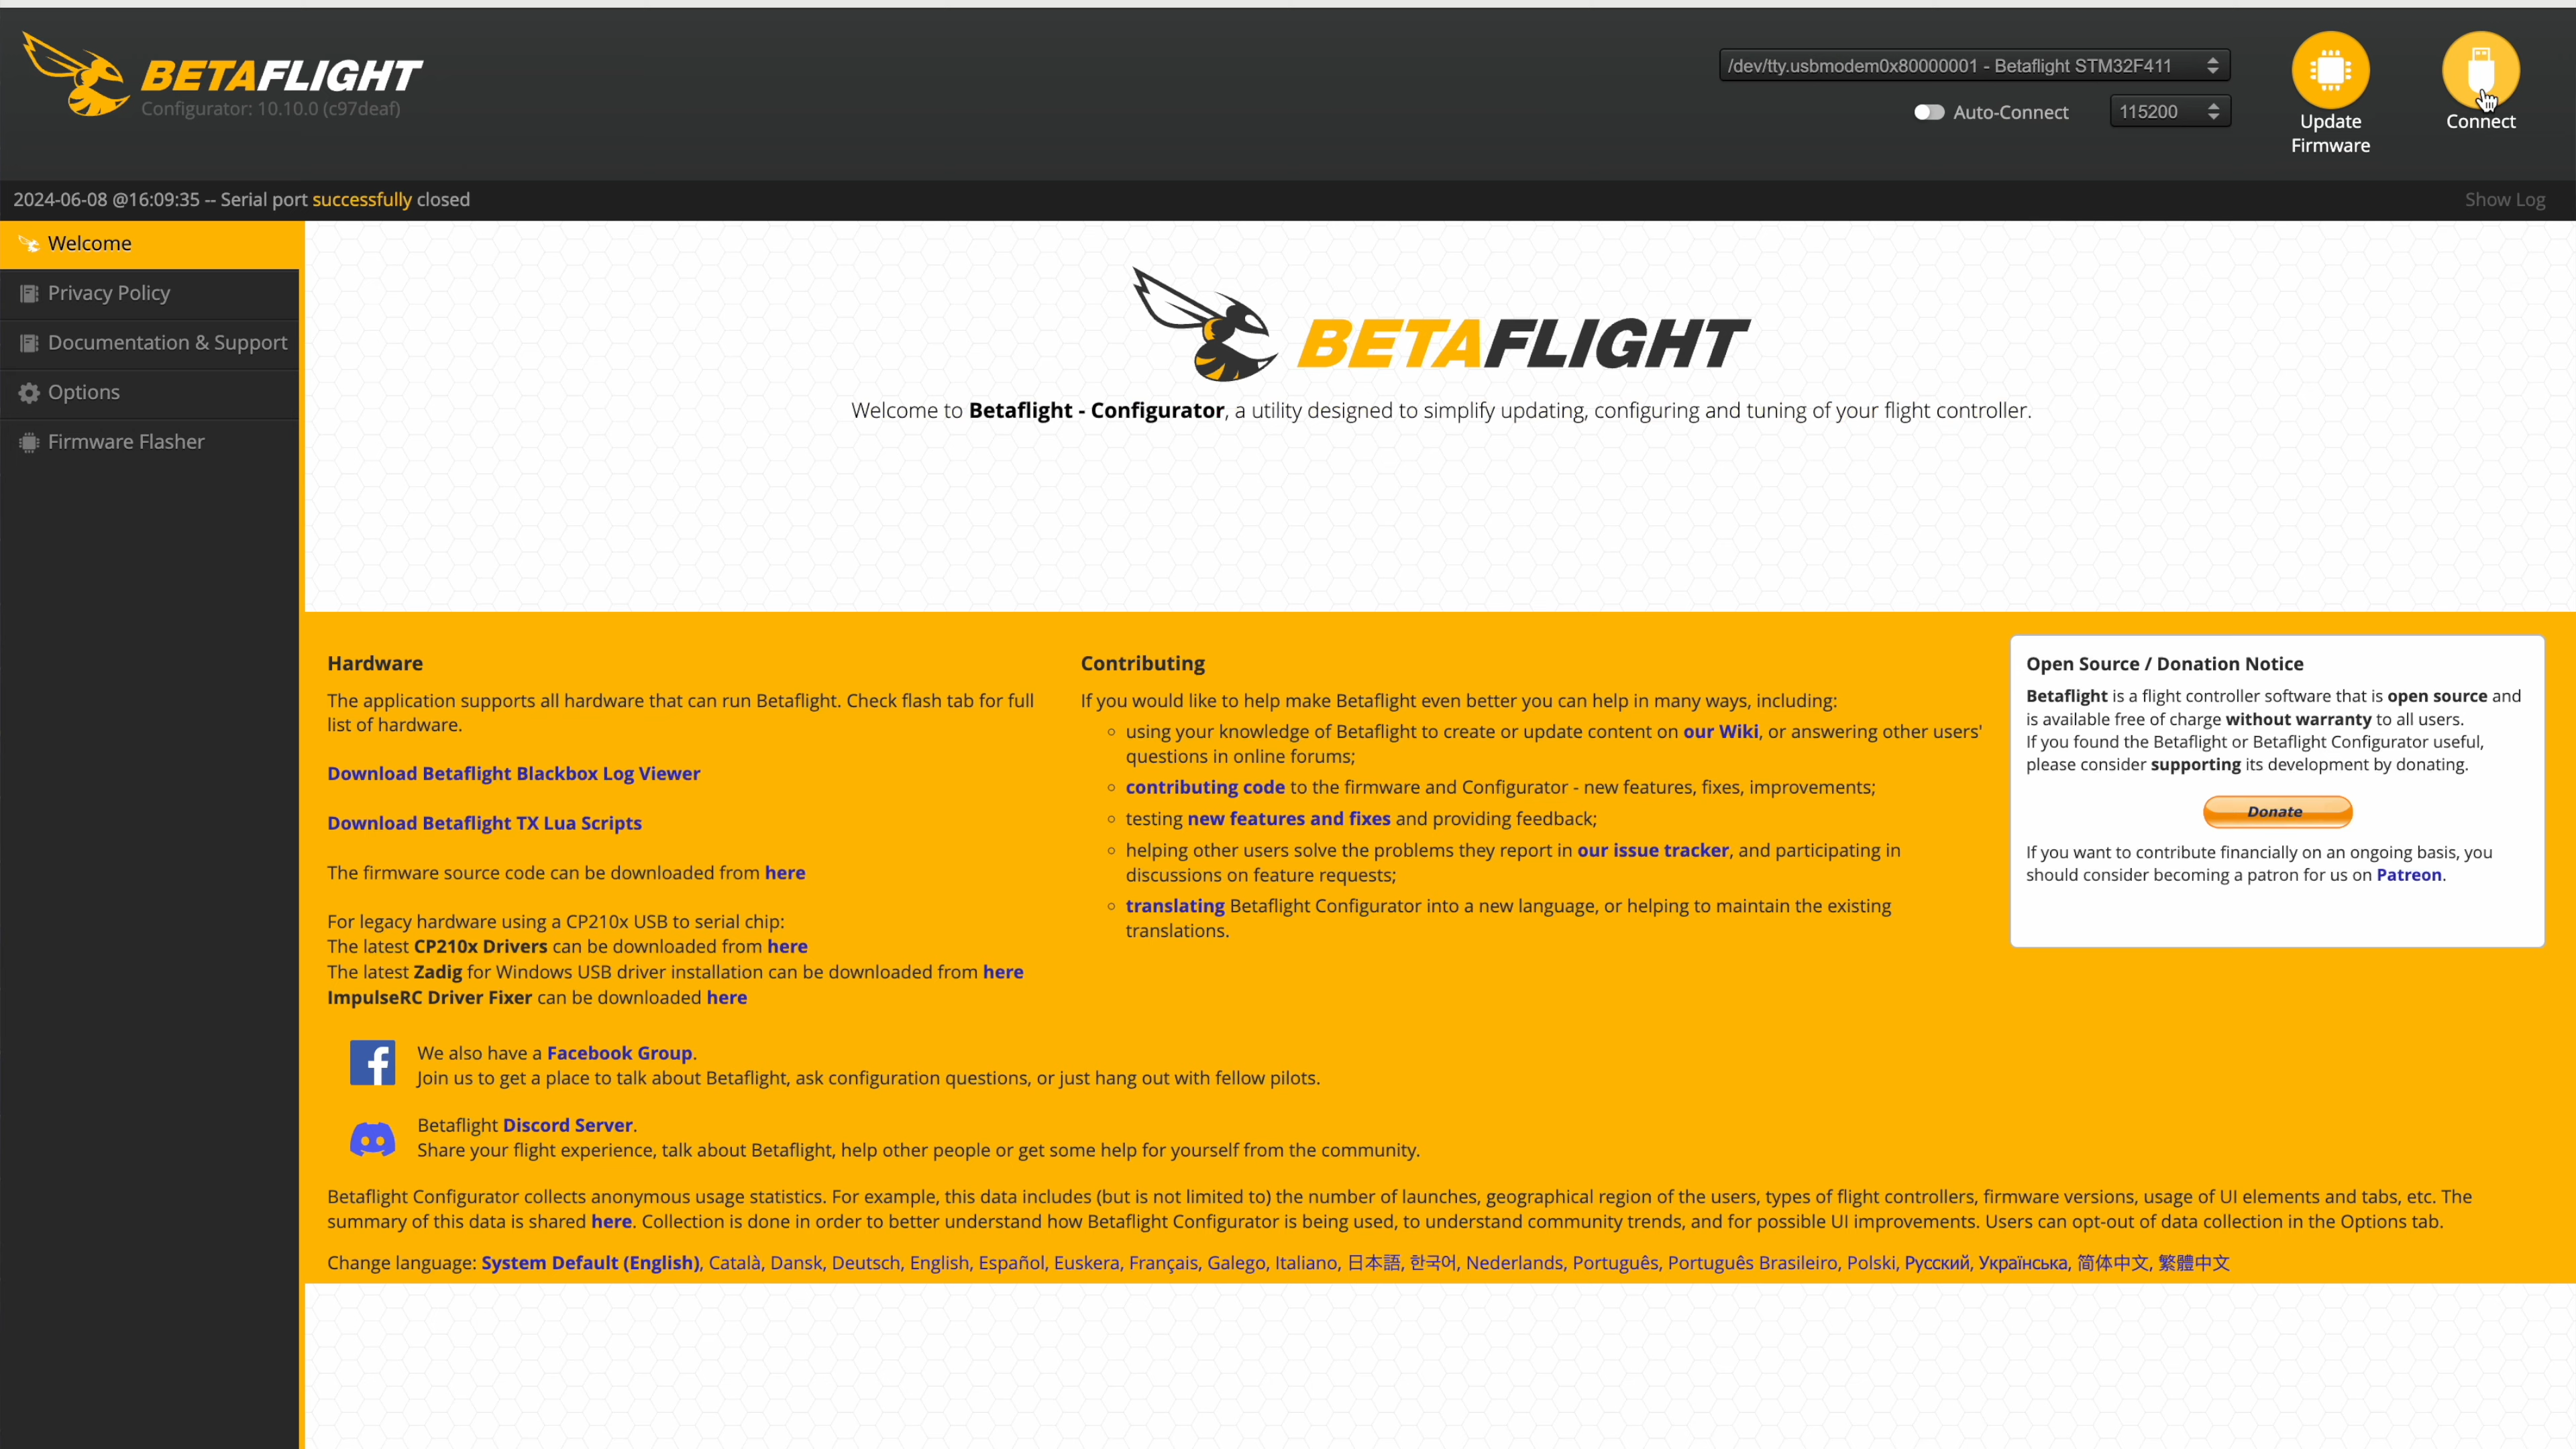 BETAFLIGHT
Configurator: 10.10.0 (c97deaf)
/dev/tty.usbmodem0x80000001 - Betaflight STM32F411
Auto-Connect
115200
Update
Firmware
Connect
2024-06-08 @16:09:35 -- Serial port successfully closed
Show Log
Welcome
Privacy Policy
Documentation & Support
Options
Firmware Flasher
BETAFLIGHT
Welcome to Betaflight - Configurator, a utility designed to simplify updating, configuring and tuning of your flight controller.
Hardware
The application supports all hardware that can run Betaflight. Check flash tab for full
list of hardware.
Download Betaflight Blackbox Log Viewer
Download Betaflight TX Lua Scripts
The firmware source code can be downloaded from here
For legacy hardware using a CP210x USB to serial chip:
The latest CP210x Drivers can be downloaded from here
The latest Zadig for Windows USB driver installation can be downloaded from here
ImpulseRC Driver Fixer can be downloaded here
Contributing
If you would like to help make Betaflight even better you can help in many ways, including:
using your knowledge of Betaflight to create or update content on our Wiki, or answering other users'
questions in online forums;
contributing code to the firmware and Configurator - new features, fixes, improvements;
testing new features and fixes and providing feedback;
helping other users solve the problems they report in our issue tracker, and participating in
discussions on feature requests;
translating Betaflight Configurator into a new language, or helping to maintain the existing
translations.
Open Source / Donation Notice
Betaflight is a flight controller software that is open source and
is available free of charge without warranty to all users.
If you found the Betaflight or Betaflight Configurator useful,
please consider supporting its development by donating.
Donate
If you want to contribute financially on an ongoing basis, you
should consider becoming a patron for us on Patreon.
We also have a Facebook Group.
Join us to get a place to talk about Betaflight, ask configuration questions, or just hang out with fellow pilots.
Betaflight Discord Server.
Share your flight experience, talk about Betaflight, help other people or get some help for yourself from the community.
Betaflight Configurator collects anonymous usage statistics. For example, this data includes (but is not limited to) the number of launches, geographical region of the users, types of flight controllers, firmware versions, usage of UI elements and tabs, etc. The
summary of this data is shared here. Collection is done in order to better understand how Betaflight Configurator is being used, to understand community trends, and for possible UI improvements. Users can opt-out of data collection in the Options tab.
Change language: System Default (English), Català, Dansk, Deutsch, English, Español, Euskera, Français, Galego, Italiano, 日本語, 한국어, Nederlands, Português, Português Brasileiro, Polski, Русский, Українська, 简体中文, 繁體中文